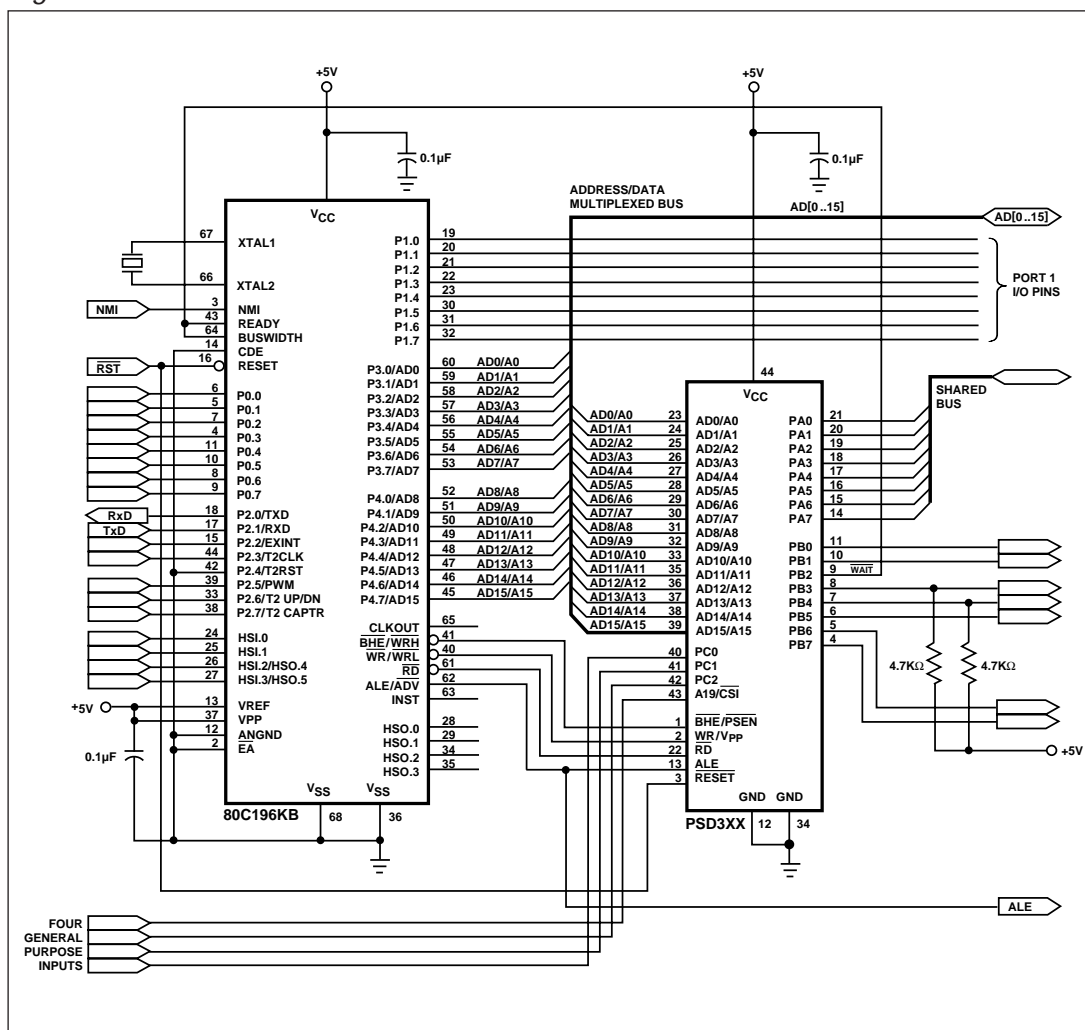 +5V
+5V
0.1µF
0.1µF
ADDRESS/DATA
MULTIPLEXED BUS
AD[0..15]
AD[0..15]
VCC
67 XTAL1
66 XTAL2
NMI 3 NMI
43 READY
64 BUSWIDTH
14 CDE
RST 16 RESET
6 P0.0
5 P0.1
7 P0.2
4 P0.3
11 P0.4
10 P0.5
8 P0.6
9 P0.7
RxD 18 P2.0/TXD
TxD 17 P2.1/RXD
15 P2.2/EXINT
44 P2.3/T2CLK
42 P2.4/T2RST
39 P2.5/PWM
33 P2.6/T2 UP/DN
38 P2.7/T2 CAPTR
24 HSI.0
25 HSI.1
26 HSI.2/HSO.4
27 HSI.3/HSO.5
+5V 13 VREF
37 VPP
12 ANGND
2 EA
0.1µF
P1.0 19
P1.1 20
P1.2 21
P1.3 22
P1.4 23
P1.5 30
P1.6 31
P1.7 32
PORT 1
I/O PINS
P3.0/AD0 60 AD0/A0
P3.1/AD1 59 AD1/A1
P3.2/AD2 58 AD2/A2
P3.3/AD3 57 AD3/A3
P3.4/AD4 56 AD4/A4
P3.5/AD5 55 AD5/A5
P3.6/AD6 54 AD6/A6
P3.7/AD7 53 AD7/A7
P4.0/AD8 52 AD8/A8
P4.1/AD9 51 AD9/A9
P4.2/AD10 50 AD10/A10
P4.3/AD11 49 AD11/A11
P4.4/AD12 48 AD12/A12
P4.5/AD13 47 AD13/A13
P4.6/AD14 46 AD14/A14
P4.7/AD15 45 AD15/A15
CLKOUT 65
BHE/WRH 41
WR/WRL 40
RD 61
ALE/ADV 62
INST 63
HSO.0 28
HSO.1 29
HSO.2 34
HSO.3 35
VSS VSS
80C196KB 68 36
44
VCC
AD0/A0 23 AD0/A0
AD1/A1 24 AD1/A1
AD2/A2 25 AD2/A2
AD3/A3 26 AD3/A3
AD4/A4 27 AD4/A4
AD5/A5 28 AD5/A5
AD6/A6 29 AD6/A6
AD7/A7 30 AD7/A7
AD8/A8 31 AD8/A8
AD9/A9 32 AD9/A9
AD10/A10 33 AD10/A10
AD11/A11 35 AD11/A11
AD12/A12 36 AD12/A12
AD13/A13 37 AD13/A13
AD14/A14 38 AD14/A14
AD15/A15 39 AD15/A15
40 PC0
41 PC1
42 PC2
43 A19/CSI
1 BHE/PSEN
2 WR/VPP
22 RD
13 ALE
3 RESET
GND GND
PSD3XX 12 34
SHARED
BUS
PA0 21
PA1 20
PA2 19
PA3 18
PA4 17
PA5 16
PA6 15
PA7 14
PB0 11
PB1 10
PB2 9 WAIT
PB3 8
PB4 7
PB5 6
PB6 5
PB7 4
4.7KΩ 4.7KΩ
+5V
ALE
FOUR
GENERAL
PURPOSE
INPUTS